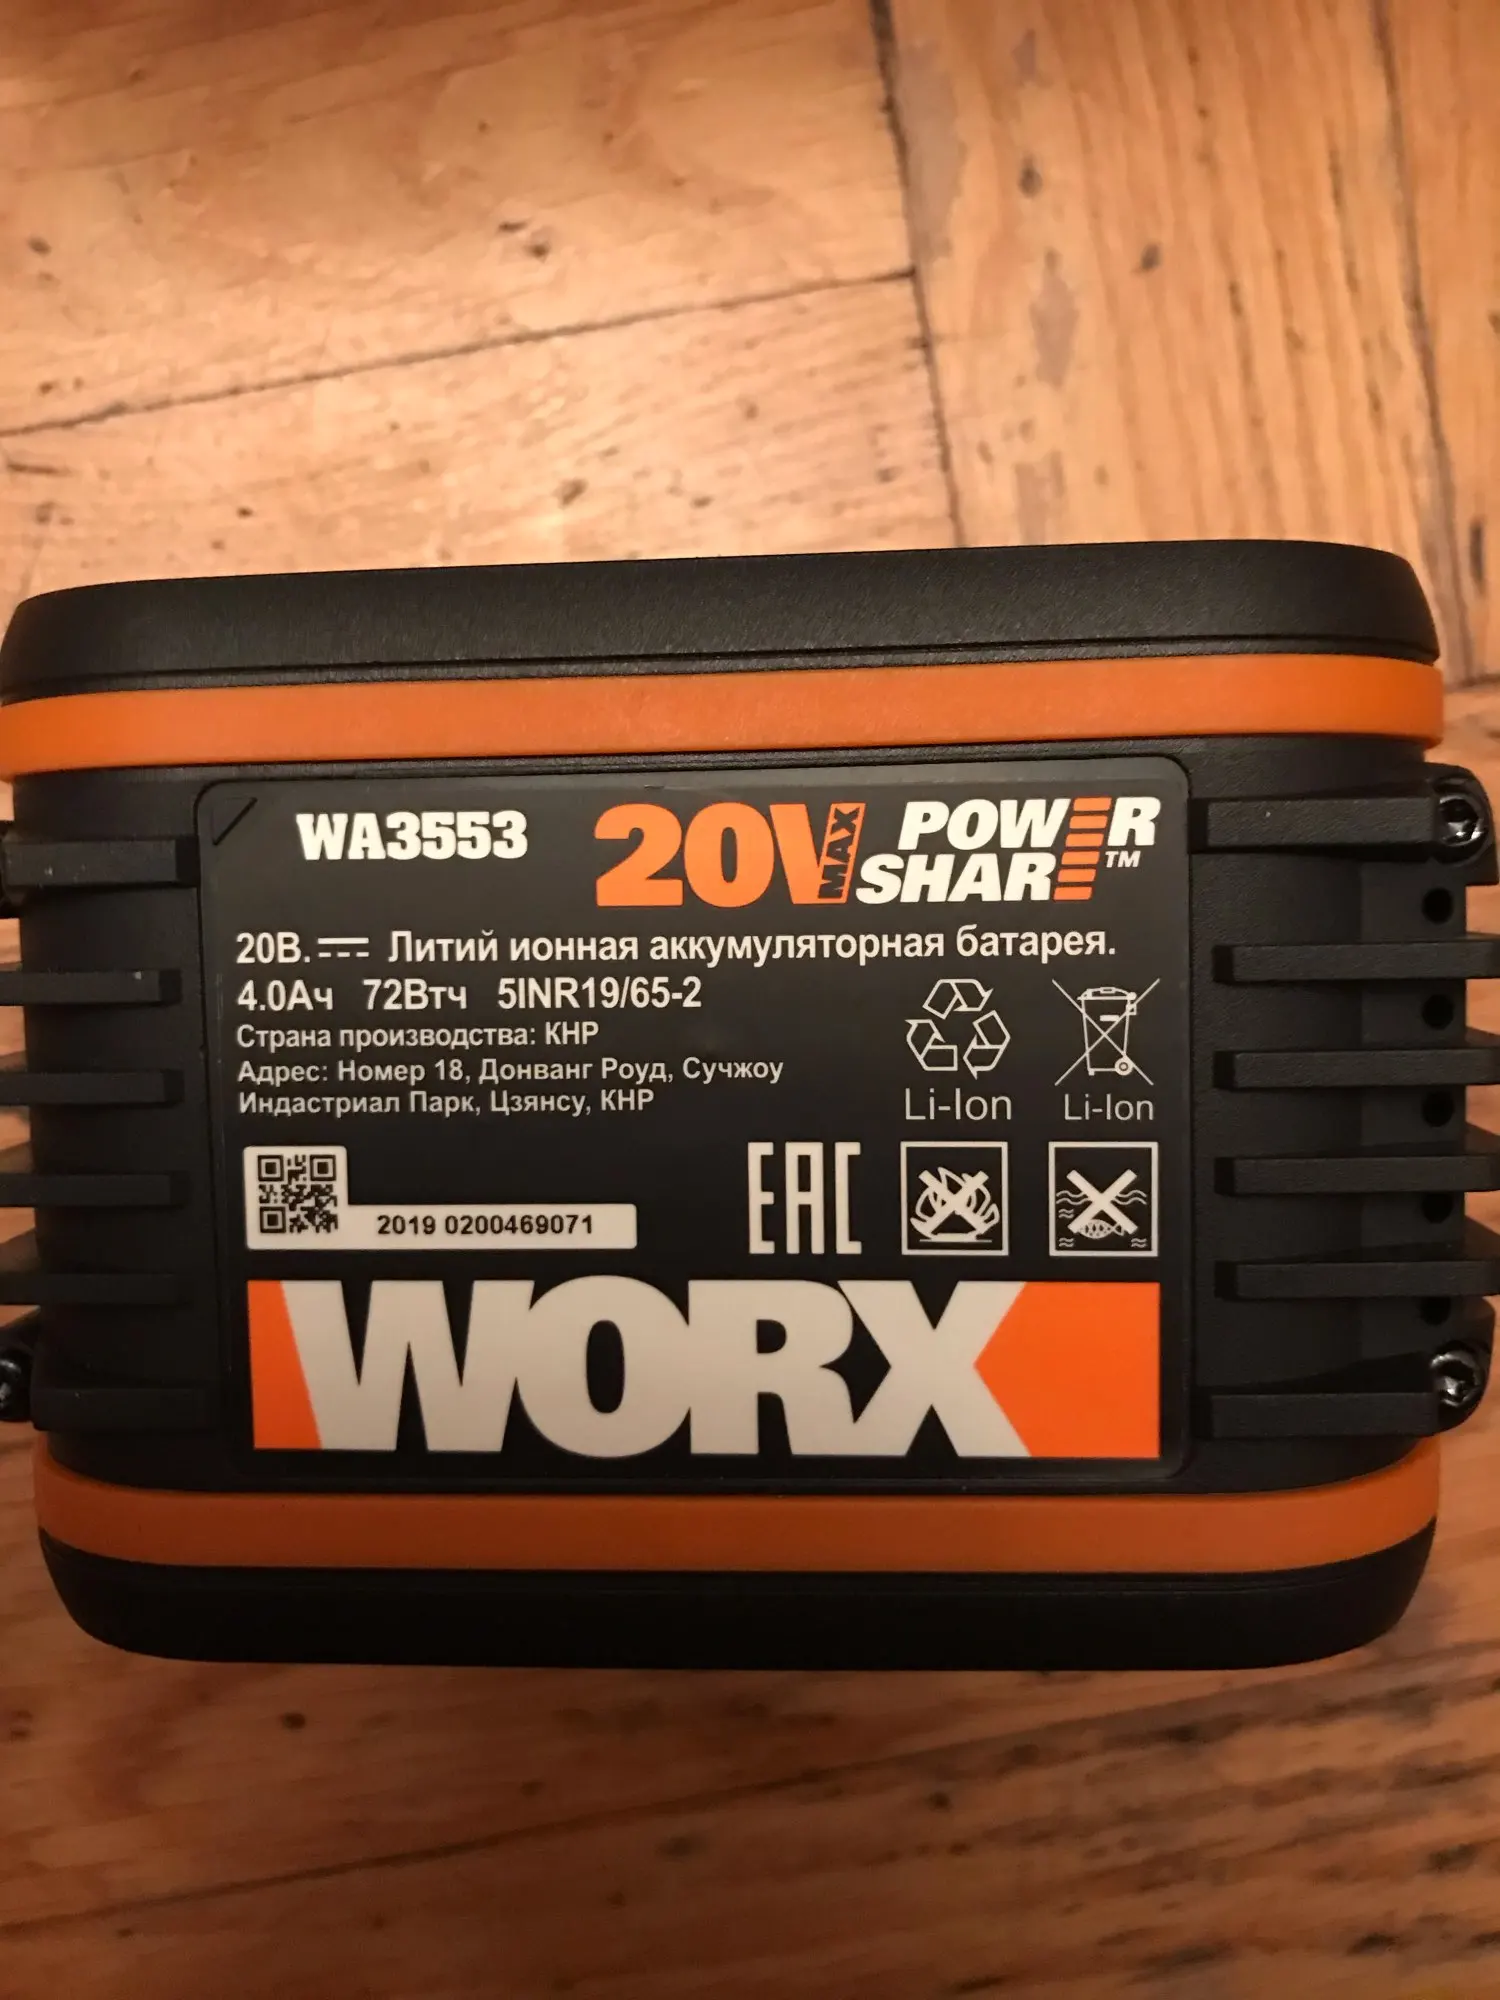 WA3553
20V MAX POWER
SHARE™
20В. Литий ионная аккумуляторная батарея.
4.0Ач 72Втч 5INR19/65-2
Страна производства: КНР
Адрес: Номер 18, Донванг Роуд, Сучжоу
Индастриал Парк, Цзянсу, КНР
Li-Ion Li-Ion
2019 0200469071
EAC
WORX